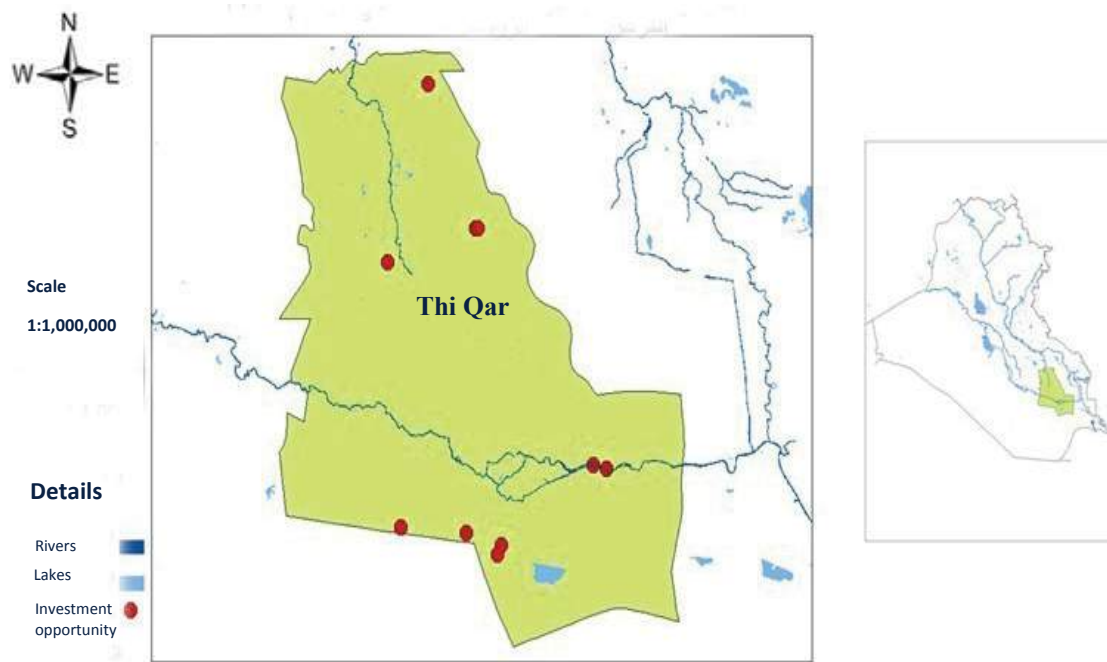 N
W E
S
Scale
1:1,000,000
Thi Qar
Details
Rivers
Lakes
Investment
opportunity